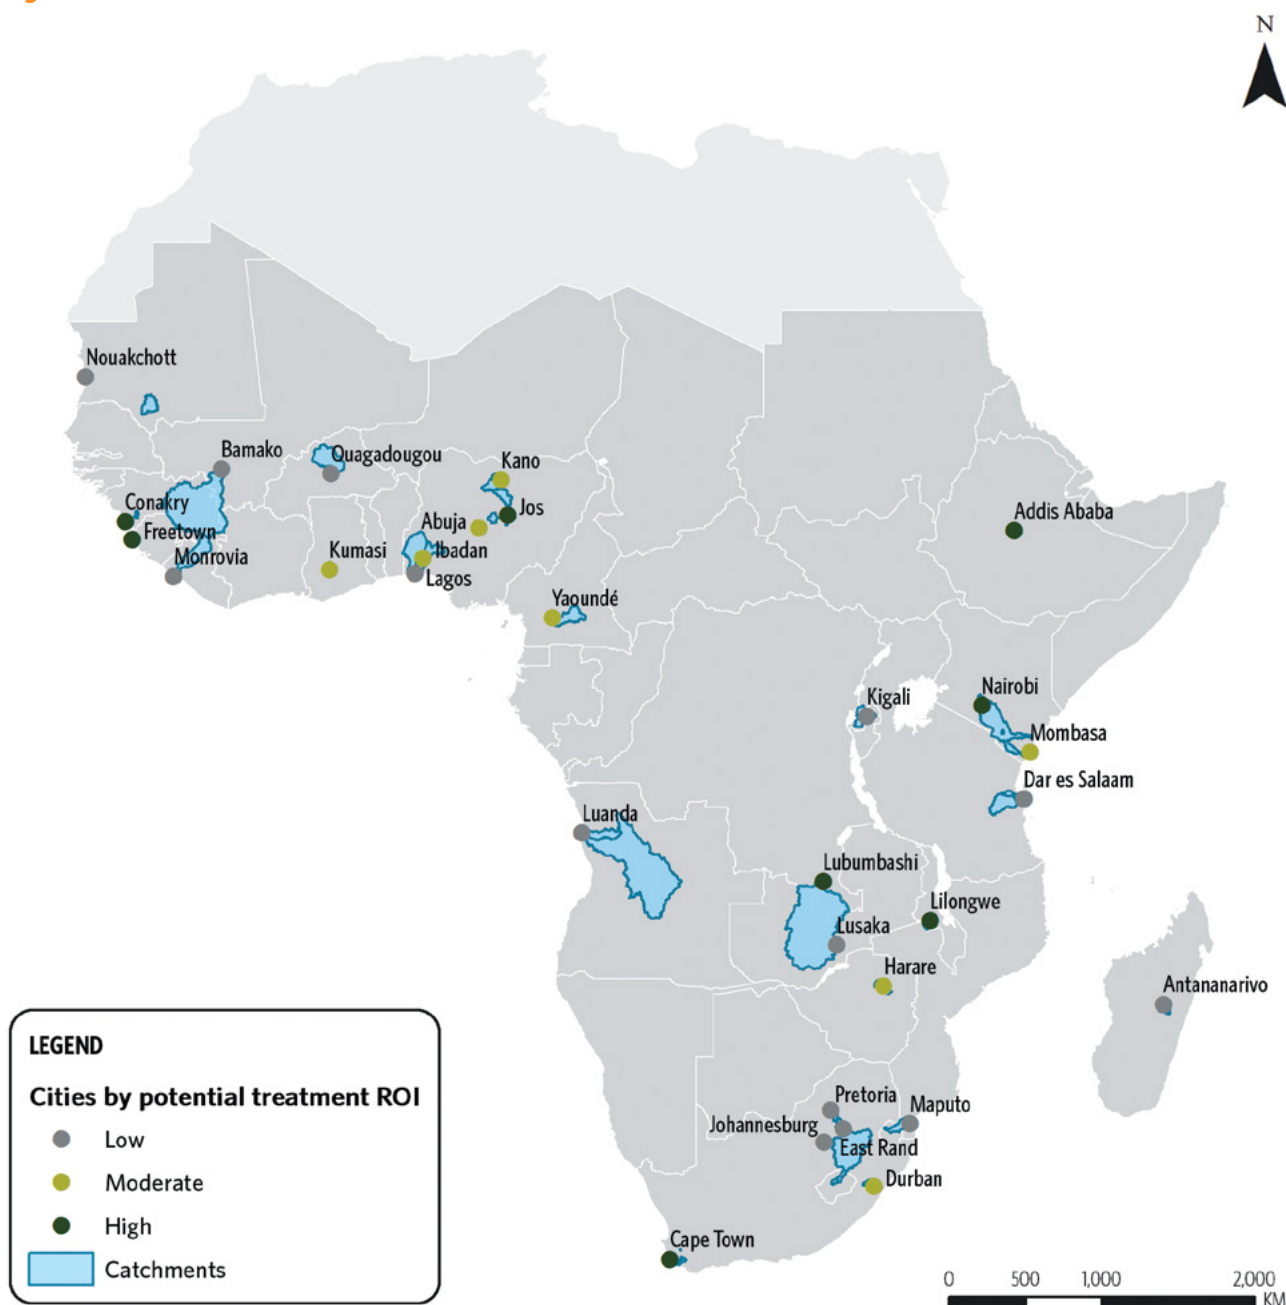 N
Nouakchott
Bamako
Ouagadougou
Kano
Conakry
Jos
Addis Ababa
Freetown
Abuja
Monrovia
Kumasi
Ibadan
Lagos
Yaoundé
Kigali
Nairobi
Mombasa
Dar es Salaam
Luanda
Lubumbashi
Lilongwe
Lusaka
Harare
Antananarivo
Pretoria
Maputo
Johannesburg
East Rand
Durban
Cape Town
LEGEND
Cities by potential treatment ROI
Low
Moderate
High
Catchments
0 500 1,000 2,000
KM